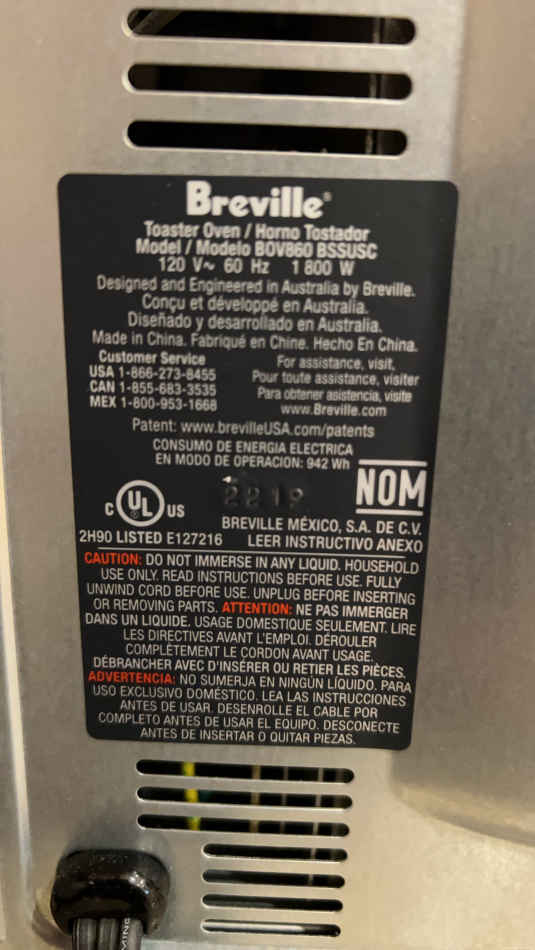 Breville®
Toaster Oven / Horno Tostador
Model / Modelo BOV860 BSSUSC
120 V~ 60 Hz 1 800 W
Designed and Engineered in Australia by Breville.
Conçu et développé en Australia.
Diseñado y desarrollado en Australia.
Made in China. Fabriqué en Chine. Hecho En China.
Customer Service
USA 1-866-273-8455
CAN 1-855-683-3535
MEX 1-800-953-1668
For assistance, visit,
Pour toute assistance, visiter
Para obtener asistencia, visite
www.Breville.com
Patent: www.brevilleUSA.com/patents
CONSUMO DE ENERGIA ELECTRICA
EN MODO DE OPERACION: 942 Wh
NOM
C UL US
2219
BREVILLE MÉXICO, S.A. DE C.V.
2H90 LISTED E127216
LEER INSTRUCTIVO ANEXO
CAUTION: DO NOT IMMERSE IN ANY LIQUID. HOUSEHOLD
USE ONLY. READ INSTRUCTIONS BEFORE USE. FULLY
UNWIND CORD BEFORE USE. UNPLUG BEFORE INSERTING
OR REMOVING PARTS. ATTENTION: NE PAS IMMERGER
DANS UN LIQUIDE. USAGE DOMESTIQUE SEULEMENT. LIRE
LES DIRECTIVES AVANT L'EMPLOI. DÉROULER
COMPLÈTEMENT LE CORDON AVANT USAGE.
DÉBRANCHER AVEC D'INSÉRER OU RETIER LES PIÈCES.
ADVERTENCIA: NO SUMERJA EN NINGÚN LÍQUIDO. PARA
USO EXCLUSIVO DOMÉSTICO. LEA LAS INSTRUCCIONES
ANTES DE USAR. DESENROLLE EL CABLE POR
COMPLETO ANTES DE USAR EL EQUIPO. DESCONECTE
ANTES DE INSERTAR O QUITAR PIEZAS.